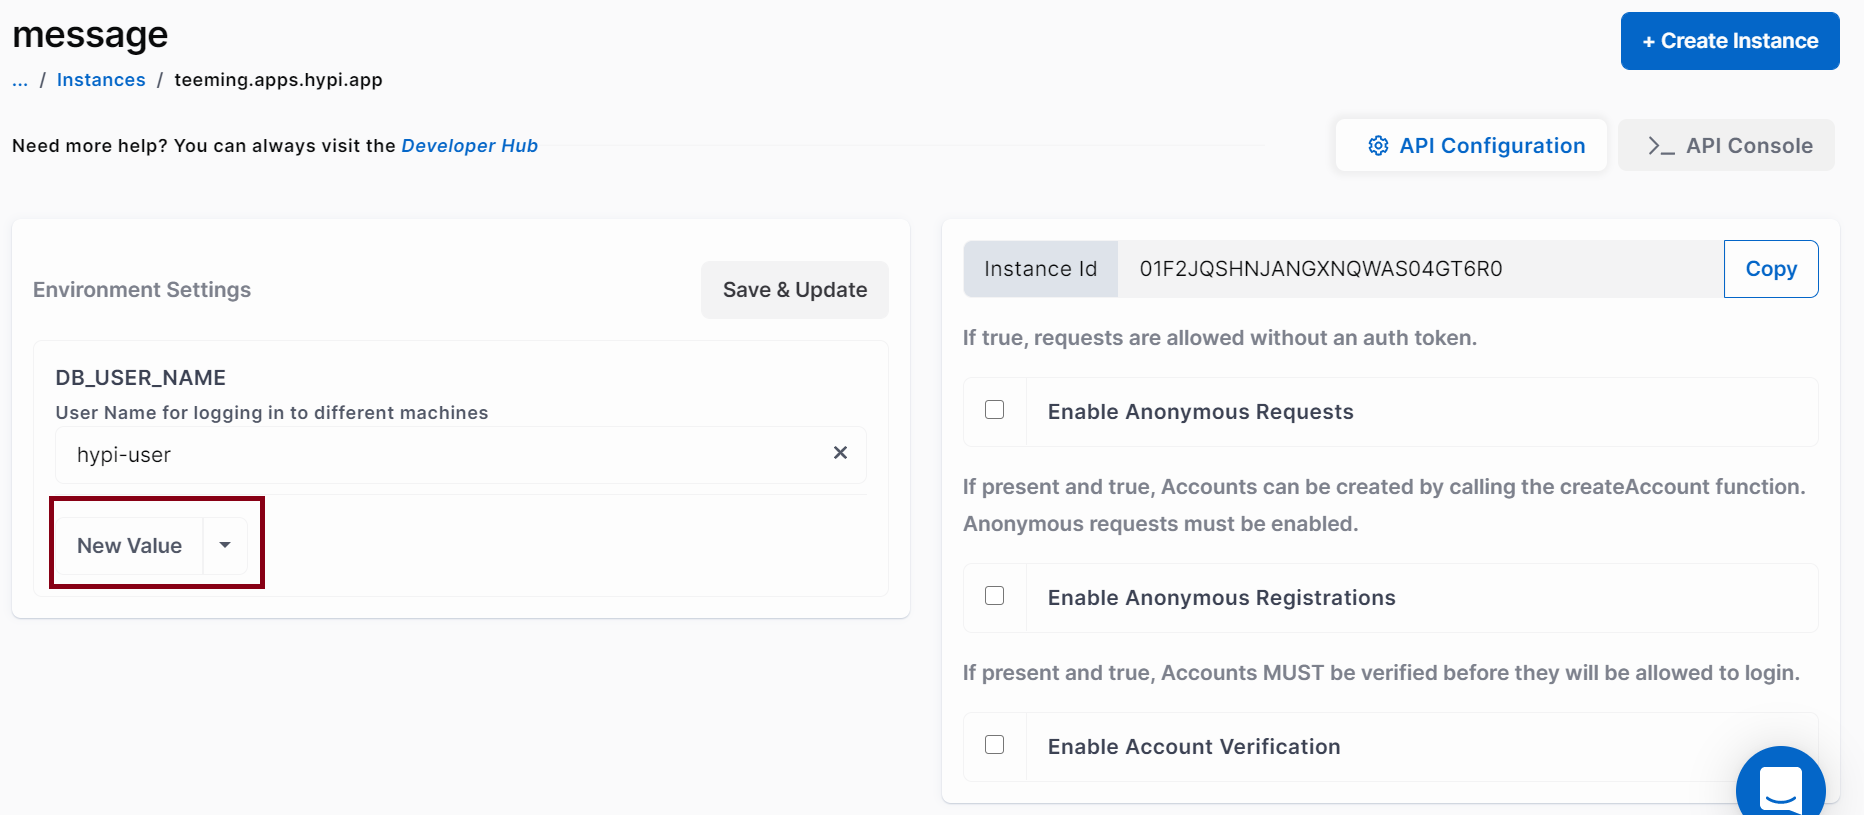 message
+ Create Instance
... / Instances / teeming.apps.hypi.app
Need more help? You can always visit the Developer Hub
API Configuration
>_ API Console
Environment Settings
Save & Update
DB_USER_NAME
User Name for logging in to different machines
hypi-user
New Value
Instance Id
01F2JQSHNJANGXNQWAS04GT6R0
Copy
If true, requests are allowed without an auth token.
Enable Anonymous Requests
If present and true, Accounts can be created by calling the createAccount function.
Anonymous requests must be enabled.
Enable Anonymous Registrations
If present and true, Accounts MUST be verified before they will be allowed to login.
Enable Account Verification